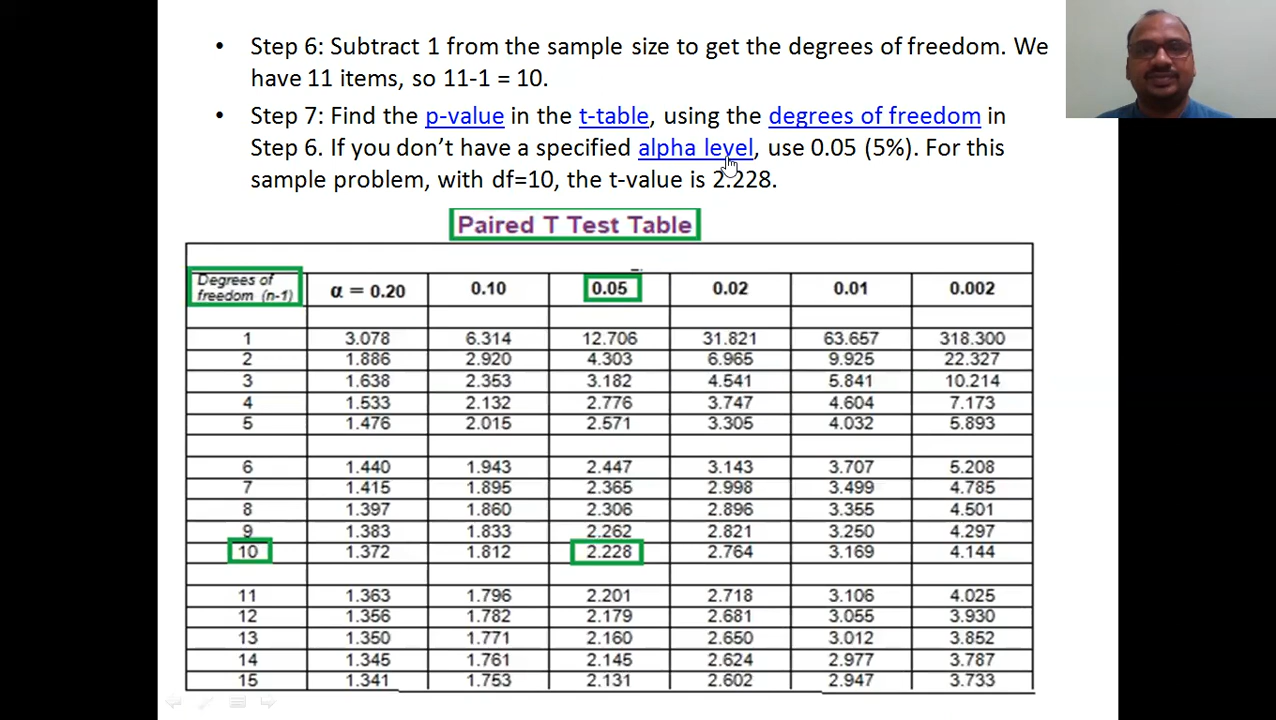 • Step 6: Subtract 1 from the sample size to get the degrees of freedom. We
have 11 items, so 11-1 = 10.
• Step 7: Find the p-value in the t-table, using the degrees of freedom in
Step 6. If you don’t have a specified alpha level, use 0.05 (5%). For this
sample problem, with df=10, the t-value is 2.228.
Paired T Test Table
Degrees of
freedom (n-1) α = 0.20 0.10 0.05 0.02 0.01 0.002
1 3.078 6.314 12.706 31.821 63.657 318.300
2 1.886 2.920 4.303 6.965 9.925 22.327
3 1.638 2.353 3.182 4.541 5.841 10.214
4 1.533 2.132 2.776 3.747 4.604 7.173
5 1.476 2.015 2.571 3.305 4.032 5.893
6 1.440 1.943 2.447 3.143 3.707 5.208
7 1.415 1.895 2.365 2.998 3.499 4.785
8 1.397 1.860 2.306 2.896 3.355 4.501
9 1.383 1.833 2.262 2.821 3.250 4.297
10 1.372 1.812 2.228 2.764 3.169 4.144
11 1.363 1.796 2.201 2.718 3.106 4.025
12 1.356 1.782 2.179 2.681 3.055 3.930
13 1.350 1.771 2.160 2.650 3.012 3.852
14 1.345 1.761 2.145 2.624 2.977 3.787
15 1.341 1.753 2.131 2.602 2.947 3.733